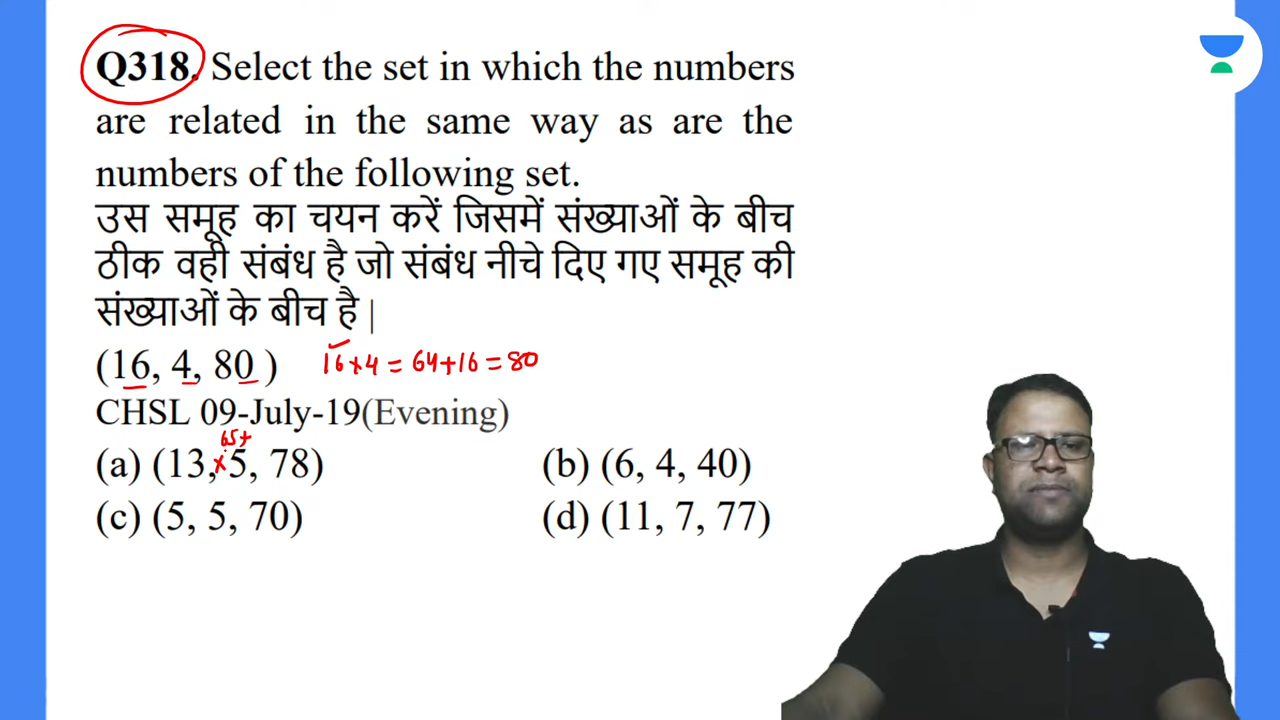 Q318. Select the set in which the numbers
are related in the same way as are the
numbers of the following set.
उस समूह का चयन करें जिसमें संख्याओं के बीच
ठीक वही संबंध है जो संबंध नीचे दिए गए समूह की
संख्याओं के बीच है |
(16, 4, 80 ) 16×4 = 64+16 = 80
CHSL 09-July-19(Evening)
65+
(a) (13,× 5, 78) (b) (6, 4, 40)
(c) (5, 5, 70) (d) (11, 7, 77)